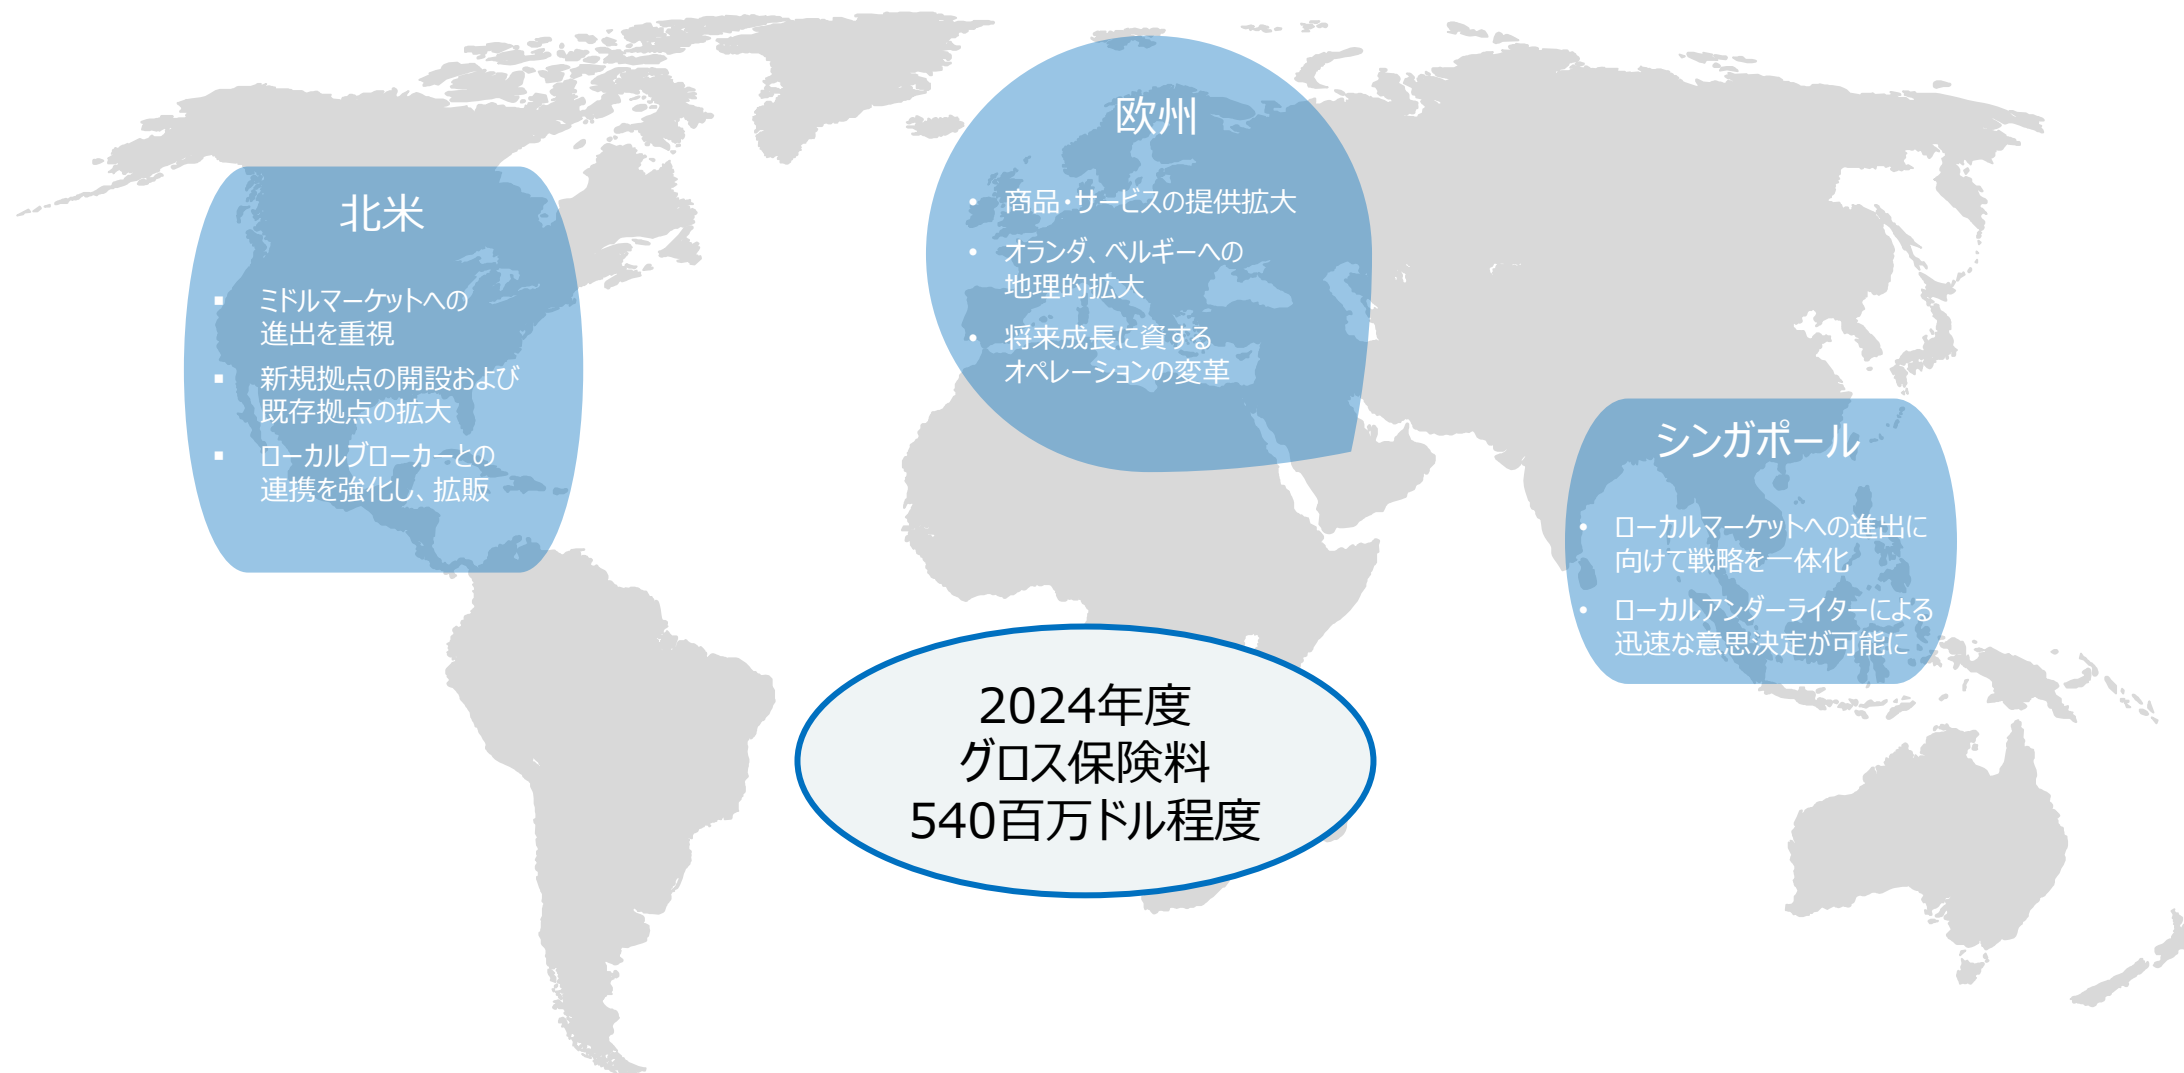 北米
▪ ミドルマーケットへの
進出を重視
▪ 新規拠点の開設および
既存拠点の拡大
▪ ローカルブローカーとの
連携を強化し、拡販
欧州
• 商品・サービスの提供拡大
• オランダ、ベルギーへの
地理的拡大
• 将来成長に資する
オペレーションの変革
シンガポール
• ローカルマーケットへの進出に
向けて戦略を一体化
• ローカルアンダーライターによる
迅速な意思決定が可能に
2024年度
グロス保険料
540百万ドル程度